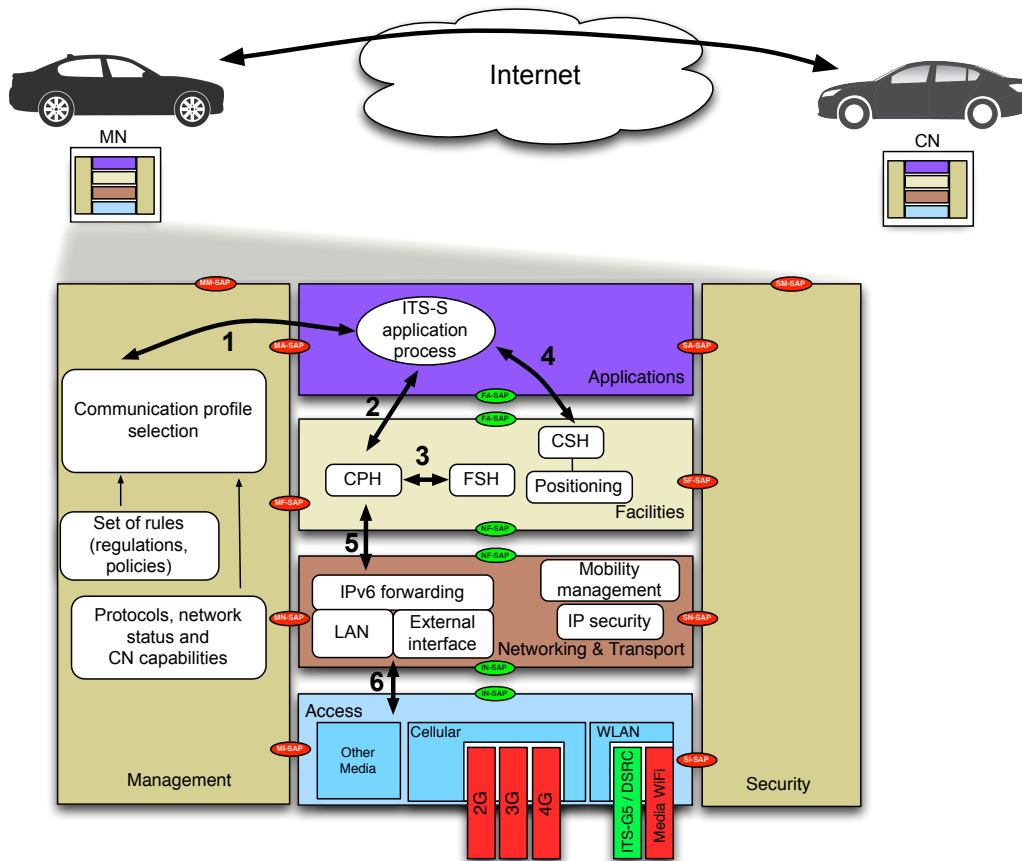 Internet
MN
CN
MM-SAP
SM-SAP
1
ITS-S
application
process
4
MA-SAP
SA-SAP
Applications
2
FA-SAP
FA-SAP
Communication profile
selection
CSH
3
CPH
FSH
Positioning
MF-SAP
SF-SAP
Facilities
Set of rules
(regulations,
policies)
5
NF-SAP
NF-SAP
IPv6 forwarding
Mobility
management
LAN
External
interface
IP security
MN-SAP
SN-SAP
Networking & Transport
Protocols, network
status and
CN capabilities
6
IN-SAP
IN-SAP
Access
Other
Media
Cellular
WLAN
MI-SAP
SI-SAP
2G
3G
4G
ITS-G5 / DSRC
Media WiFi
Management
Security